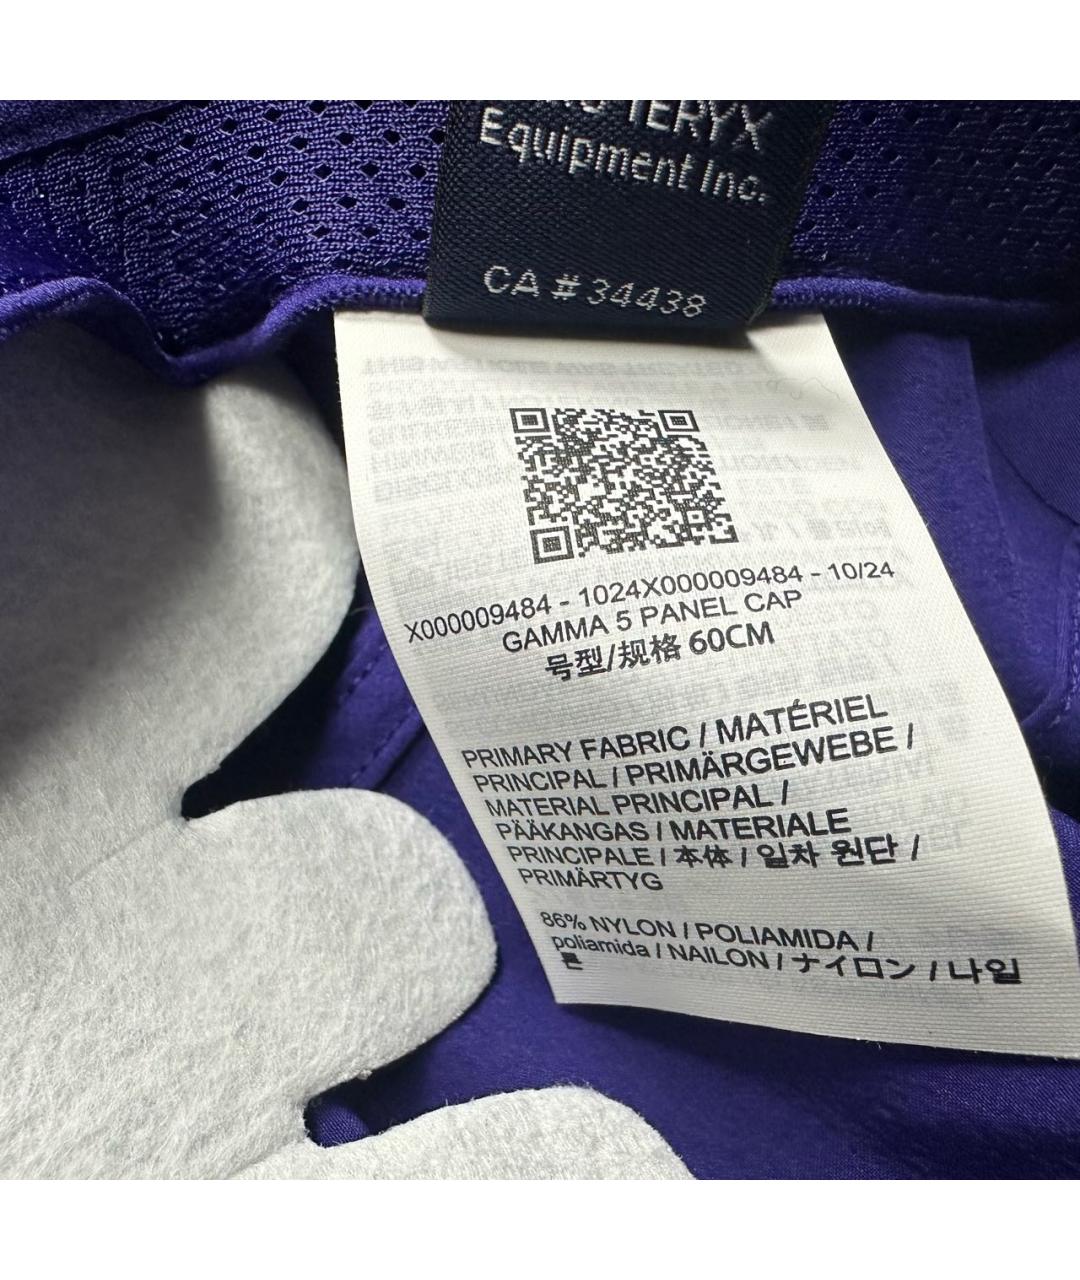 TERYX
Equipment Inc.
CA # 34438
X000009484 - 1024X000009484 - 10/24
GAMMA 5 PANEL CAP
号型/规格 60CM
PRIMARY FABRIC / MATÉRIEL
PRINCIPAL / PRIMÄRGEWEBE /
MATERIAL PRINCIPAL /
PÄÄKANGAS / MATERIALE
PRINCIPALE / 本体 / 일차 원단 /
PRIMÄRTYG
86% NYLON / POLIAMIDA /
poliamida / NAILON / ナイロン / 나일
론